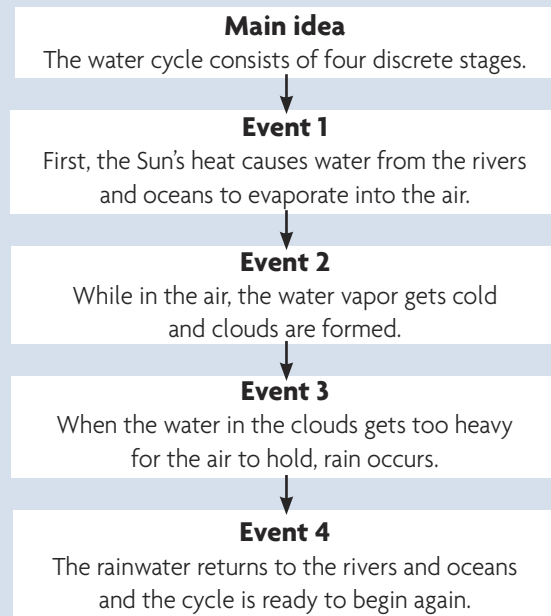 Main idea
The water cycle consists of four discrete stages.
Event 1
First, the Sun’s heat causes water from the rivers
and oceans to evaporate into the air.
Event 2
While in the air, the water vapor gets cold
and clouds are formed.
Event 3
When the water in the clouds gets too heavy
for the air to hold, rain occurs.
Event 4
The rainwater returns to the rivers and oceans
and the cycle is ready to begin again.